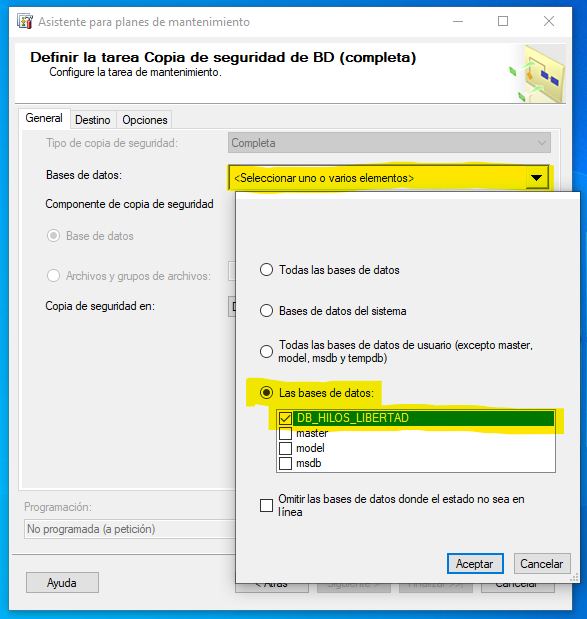 Asistente para planes de mantenimiento
Definir la tarea Copia de seguridad de BD (completa)
Configure la tarea de mantenimiento.
General
Destino
Opciones
Tipo de copia de seguridad:
Completa
Bases de datos:
<Seleccionar uno o varios elementos>
Componente de copia de seguridad
Base de datos
Archivos y grupos de archivos:
Copia de seguridad en:
Todas las bases de datos
Bases de datos del sistema
Todas las bases de datos de usuario (excepto master,
model, msdb y tempdb)
Las bases de datos:
DB_HILOS_LIBERTAD
master
model
msdb
Omitir las bases de datos donde el estado no sea en
línea
Aceptar
Cancelar
Programación:
No programada (a petición)
Ayuda
< Atrás
Siguiente >
Finalizar >>|
Cancelar